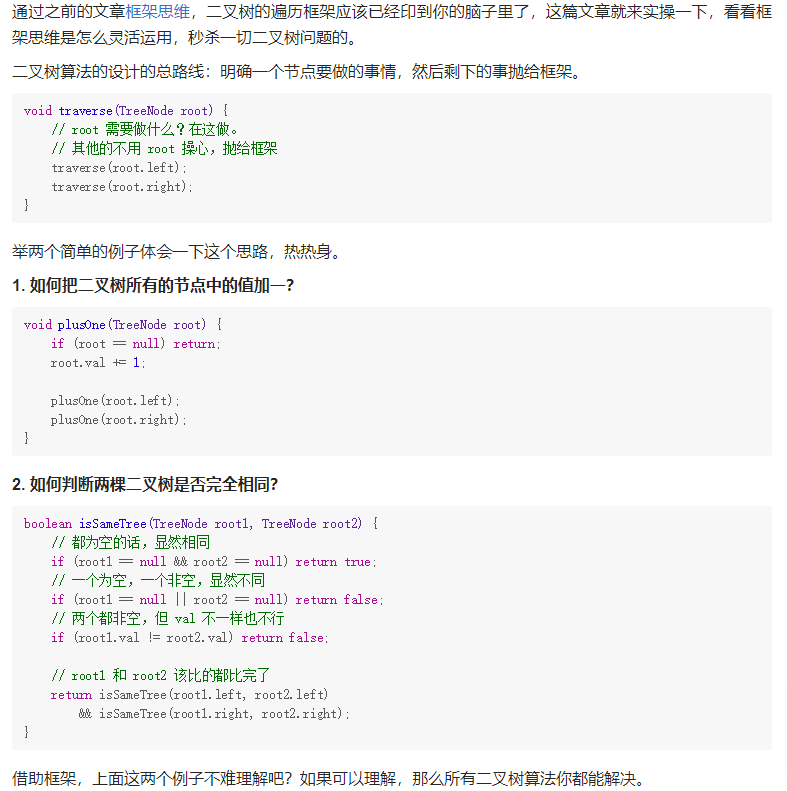 通过之前的文章框架思维，二叉树的遍历框架应该已经印到你的脑子里了，这篇文章就来实操一下，看看框
架思维是怎么灵活运用，秒杀一切二叉树问题的。
二叉树算法的设计的总路线：明确一个节点要做的事情，然后剩下的事抛给框架。
void traverse(TreeNode root) {
    // root 需要做什么？在这做。
    // 其他的不用 root 操心，抛给框架
    traverse(root.left);
    traverse(root.right);
}
举两个简单的例子体会一下这个思路，热热身。
1. 如何把二叉树所有的节点中的值加一？
void plusOne(TreeNode root) {
    if (root == null) return;
    root.val += 1;

    plusOne(root.left);
    plusOne(root.right);
}
2. 如何判断两棵二叉树是否完全相同？
boolean isSameTree(TreeNode root1, TreeNode root2) {
    // 都为空的话，显然相同
    if (root1 == null && root2 == null) return true;
    // 一个为空，一个非空，显然不同
    if (root1 == null || root2 == null) return false;
    // 两个都非空，但 val 不一样也不行
    if (root1.val != root2.val) return false;

    // root1 和 root2 该比的都比完了
    return isSameTree(root1.left, root2.left)
        && isSameTree(root1.right, root2.right);
}
借助框架，上面这两个例子不难理解吧？如果可以理解，那么所有二叉树算法你都能解决。